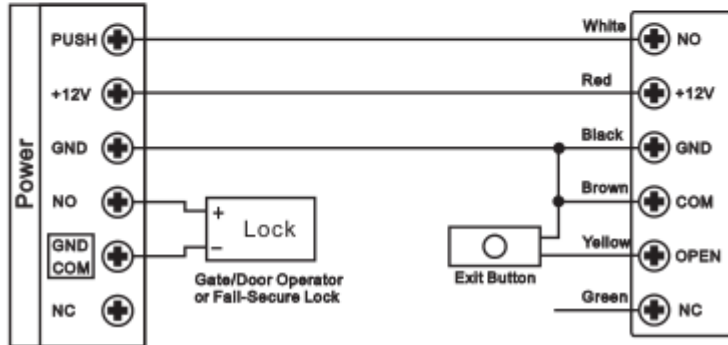 Power
PUSH
White
NO
+12V
Red
+12V
GND
Black
GND
NO
+ Lock
Brown
COM
GND
COM
−
Gate/Door Operator
or Fail-Secure Lock
Exit Button
Yellow
OPEN
NC
Green
NC